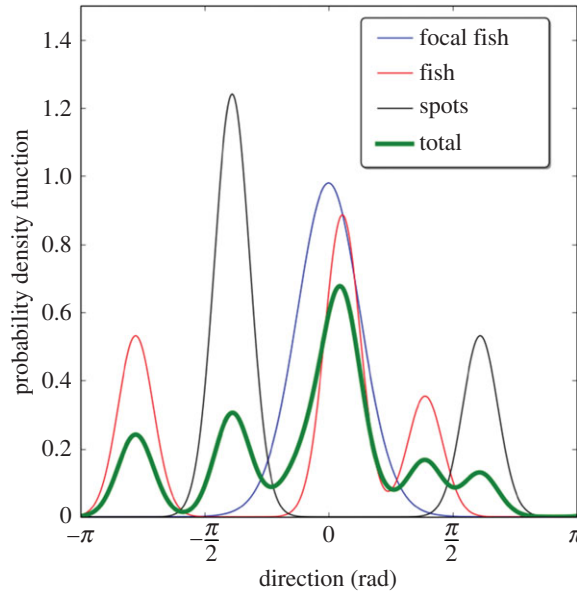 1.4
1.2
1.0
0.8
0.6
0.4
0.2
0
probability density function
focal fish
fish
spots
total
−π
−π/2
0
π/2
π
direction (rad)